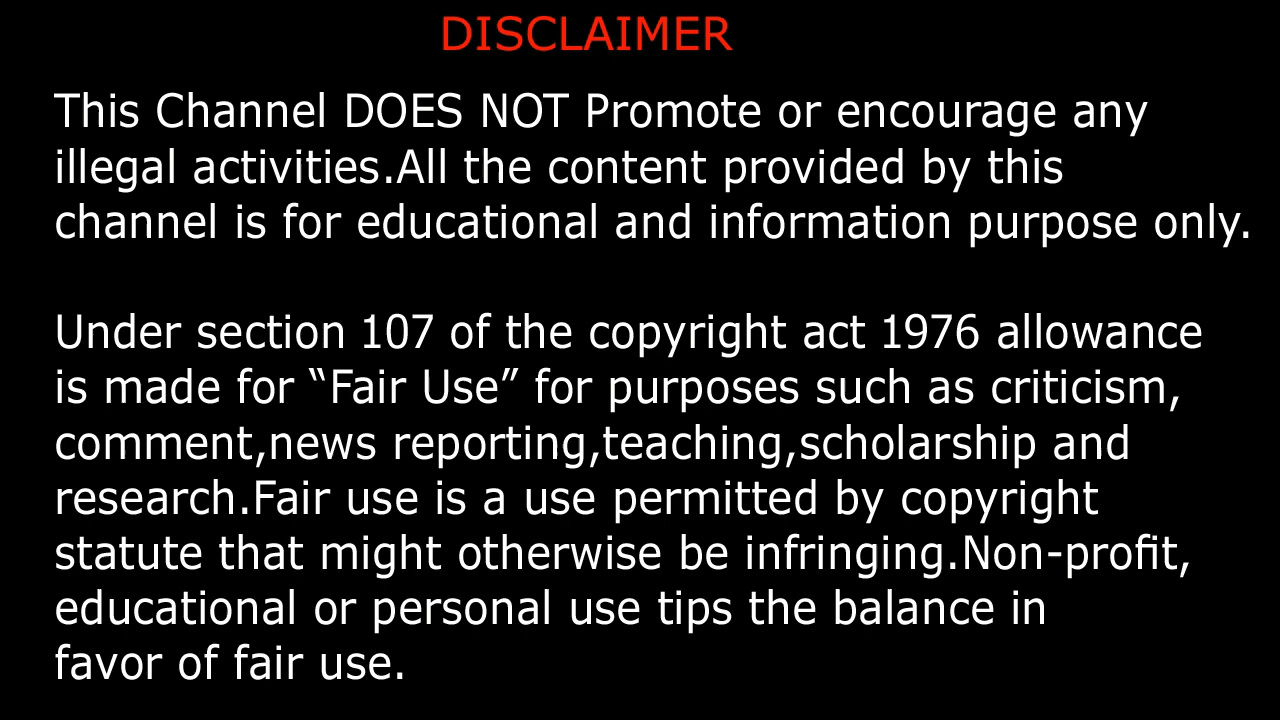 DISCLAIMER
This Channel DOES NOT Promote or encourage any
illegal activities.All the content provided by this
channel is for educational and information purpose only.
Under section 107 of the copyright act 1976 allowance
is made for “Fair Use” for purposes such as criticism,
comment,news reporting,teaching,scholarship and
research.Fair use is a use permitted by copyright
statute that might otherwise be infringing.Non-profit,
educational or personal use tips the balance in
favor of fair use.